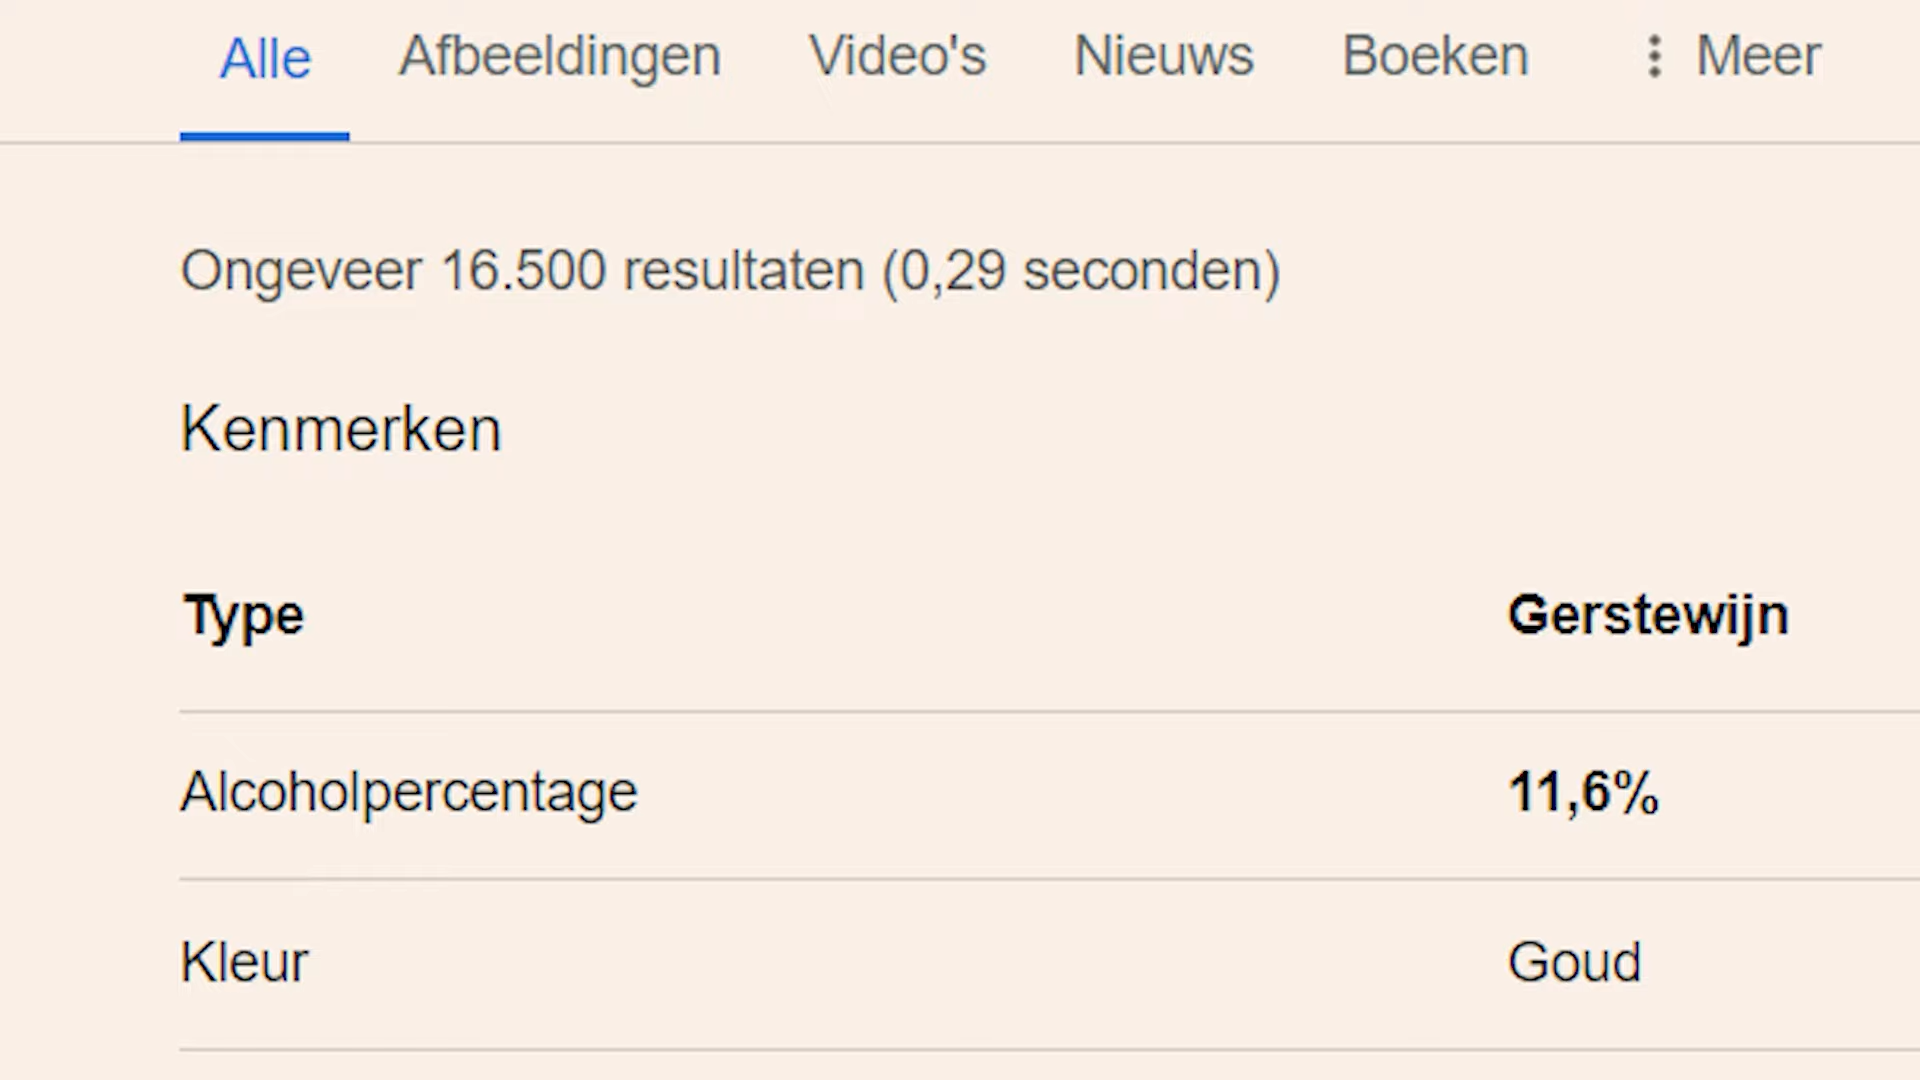 Alle Afbeeldingen Video's Nieuws Boeken Meer
Ongeveer 16.500 resultaten (0,29 seconden)
Kenmerken
Type Gerstewijn
Alcoholpercentage 11,6%
Kleur Goud